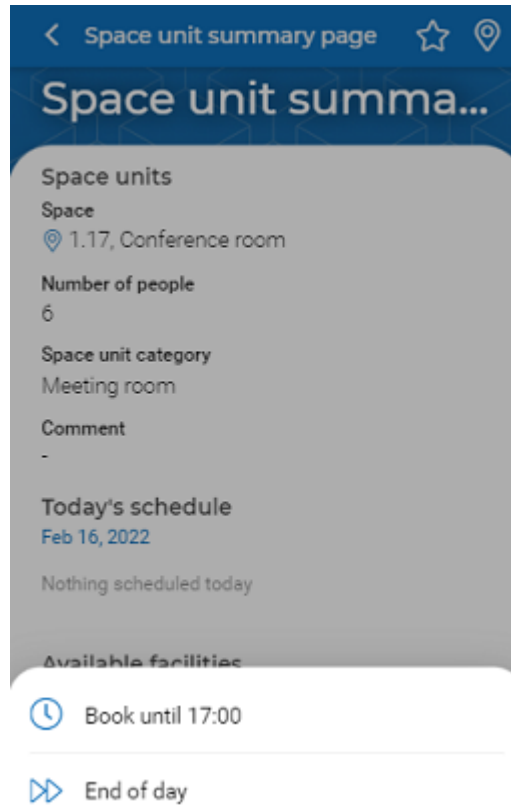 Space unit summary page
Space unit summa...
Space units
Space
1.17, Conference room
Number of people
6
Space unit category
Meeting room
Comment
-
Today's schedule
Feb 16, 2022
Nothing scheduled today
Available facilities
Book until 17:00
End of day